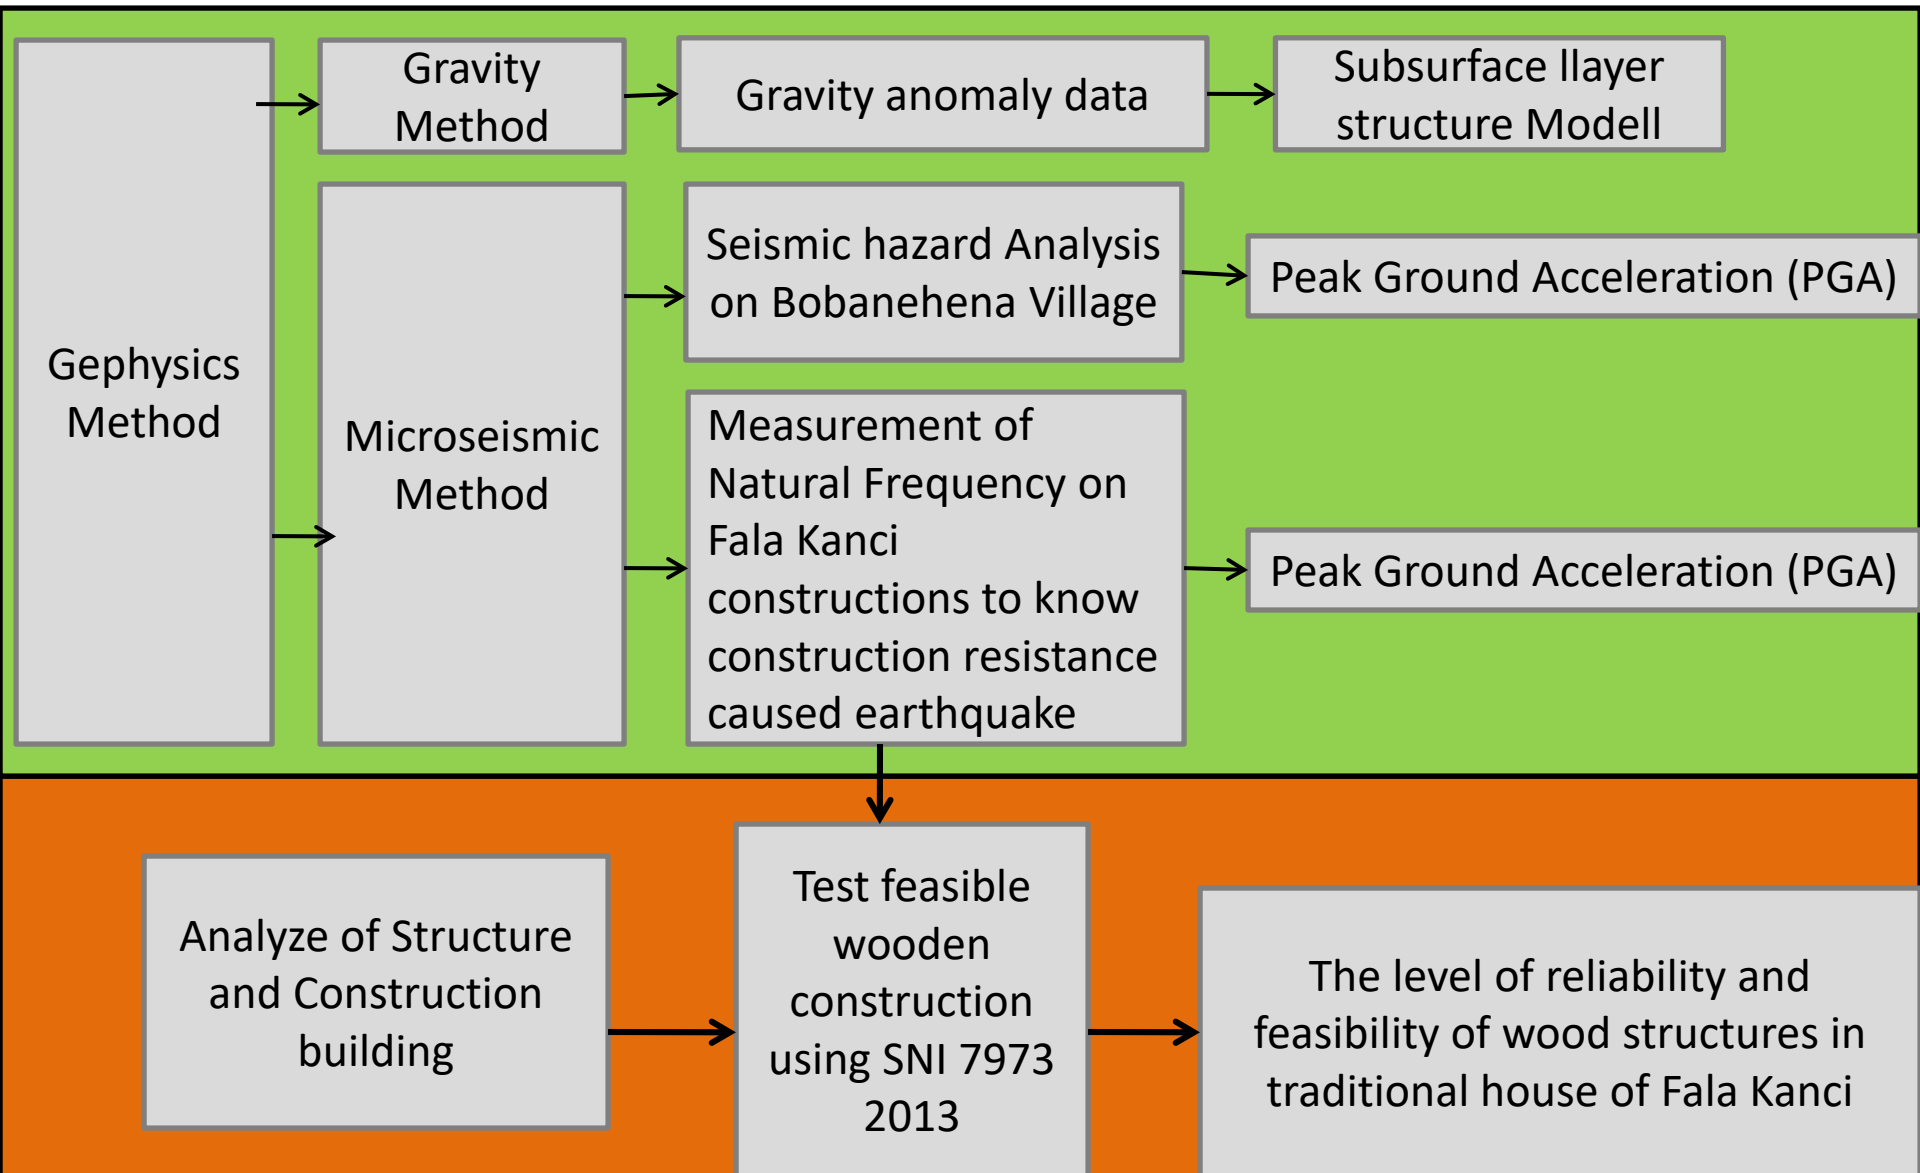 Gephysics
Method
Gravity
Method
Gravity anomaly data
Subsurface llayer
structure Modell
Microseismic
Method
Seismic hazard Analysis
on Bobanehena Village
Peak Ground Acceleration (PGA)
Measurement of
Natural Frequency on
Fala Kanci
constructions to know
construction resistance
caused earthquake
Peak Ground Acceleration (PGA)
Analyze of Structure
and Construction
building
Test feasible
wooden
construction
using SNI 7973
2013
The level of reliability and
feasibility of wood structures in
traditional house of Fala Kanci